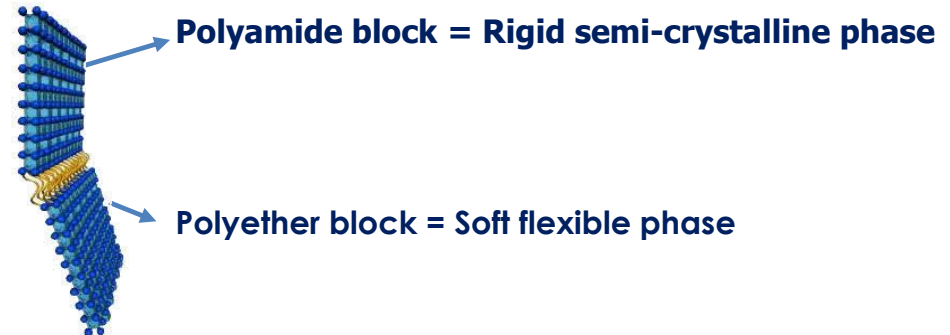 Polyamide block = Rigid semi-crystalline phase
Polyether block = Soft flexible phase